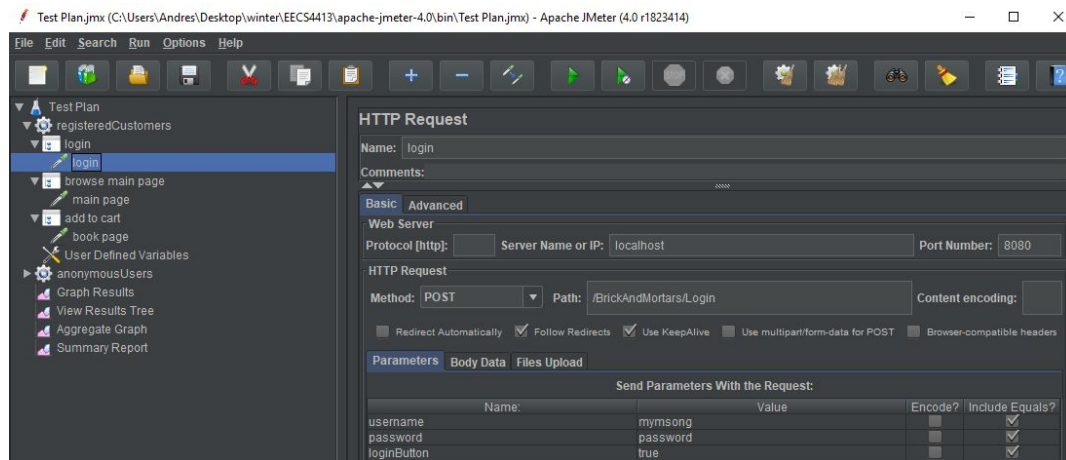 Test Plan.jmx (C:\Users\Andres\Desktop\winter\EECS4413\apache-jmeter-4.0\bin\Test Plan.jmx) - Apache JMeter (4.0 r1823414)
File Edit Search Run Options Help
Test Plan
registeredCustomers
login
login
browse main page
main page
add to cart
book page
User Defined Variables
anonymousUsers
Graph Results
View Results Tree
Aggregate Graph
Summary Report
HTTP Request
Name: login
Comments:
Basic Advanced
Web Server
Protocol [http]: Server Name or IP: localhost Port Number: 8080
HTTP Request
Method: POST Path: /BrickAndMortars/Login Content encoding:
Redirect Automatically Follow Redirects Use KeepAlive Use multipart/form-data for POST Browser-compatible headers
Parameters Body Data Files Upload
Send Parameters With the Request:
Name: Value Encode? Include Equals?
username mymsong
password password
loginButton true